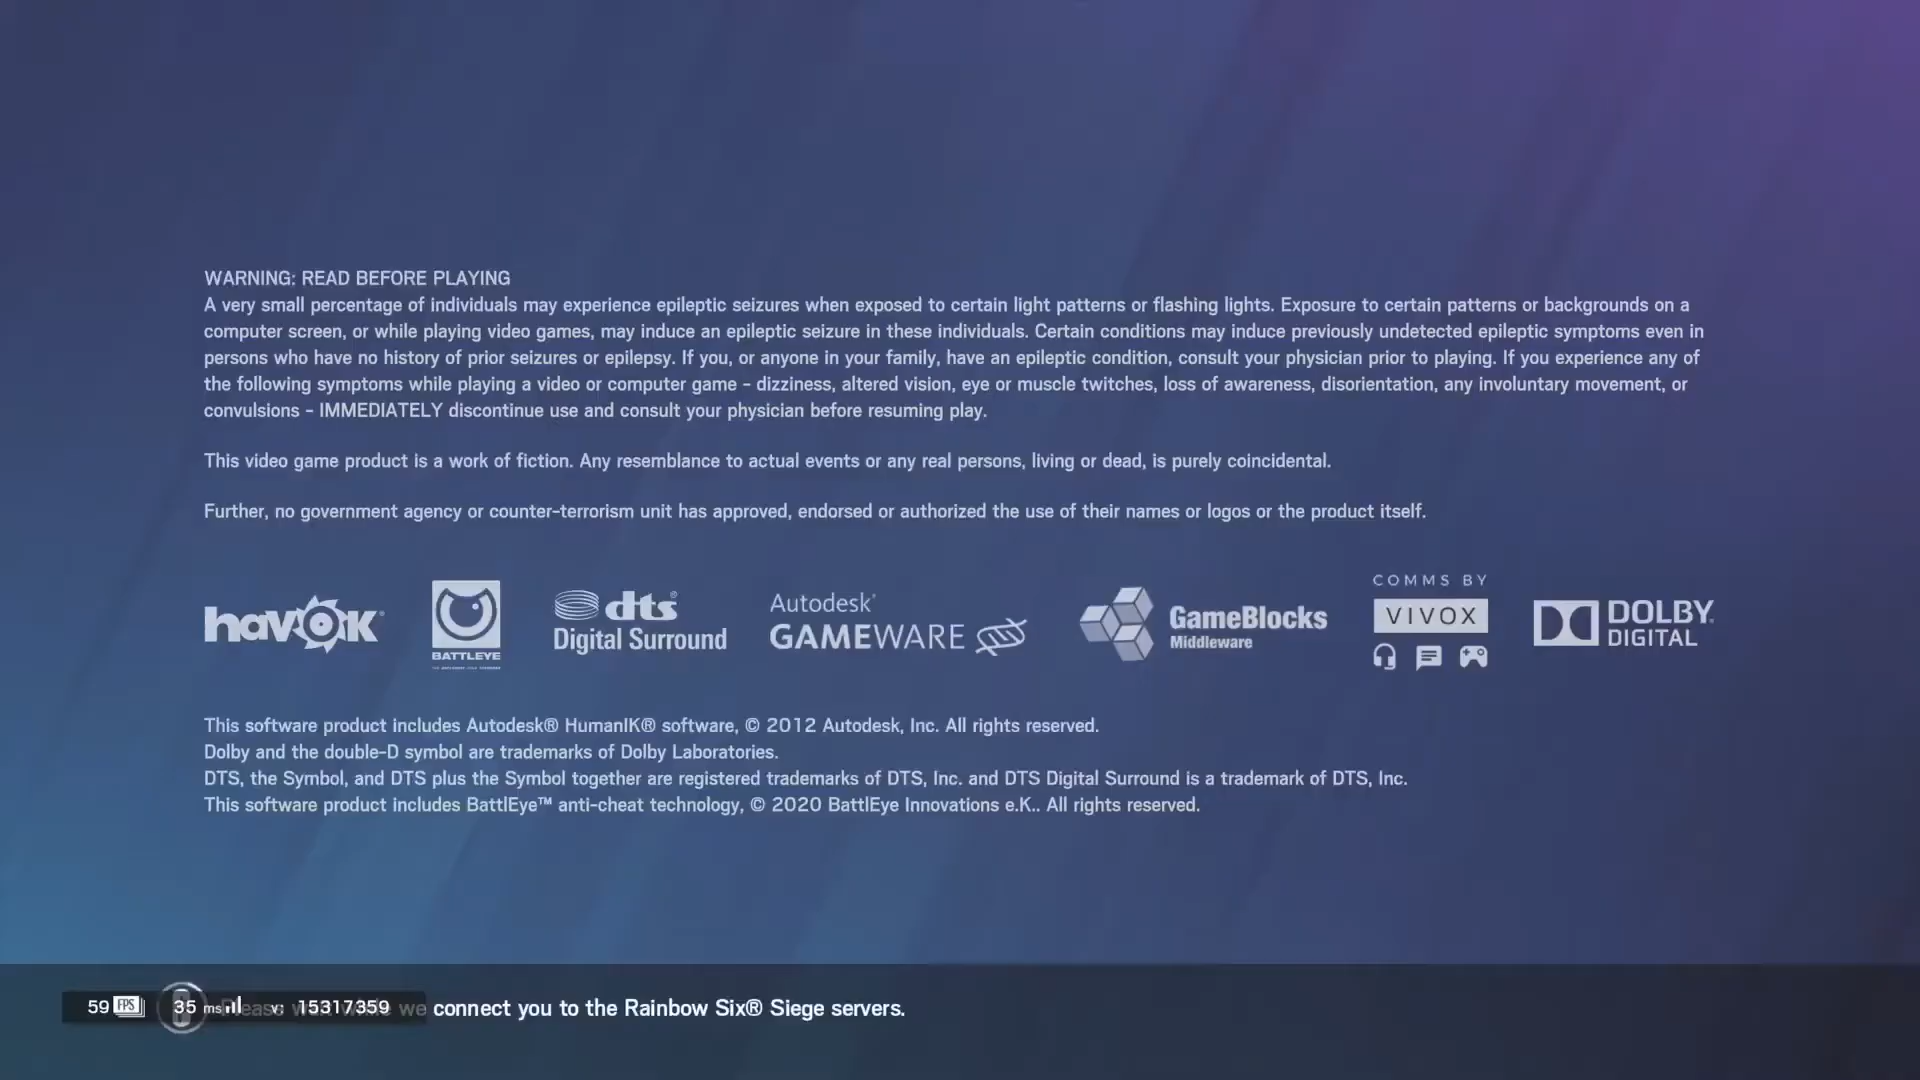 WARNING: READ BEFORE PLAYING
A very small percentage of individuals may experience epileptic seizures when exposed to certain light patterns or flashing lights. Exposure to certain patterns or backgrounds on a
computer screen, or while playing video games, may induce an epileptic seizure in these individuals. Certain conditions may induce previously undetected epileptic symptoms even in
persons who have no history of prior seizures or epilepsy. If you, or anyone in your family, have an epileptic condition, consult your physician prior to playing. If you experience any of
the following symptoms while playing a video or computer game - dizziness, altered vision, eye or muscle twitches, loss of awareness, disorientation, any involuntary movement, or
convulsions - IMMEDIATELY discontinue use and consult your physician before resuming play.
This video game product is a work of fiction. Any resemblance to actual events or any real persons, living or dead, is purely coincidental.
Further, no government agency or counter-terrorism unit has approved, endorsed or authorized the use of their names or logos or the product itself.
havok
BATTLEYE
dts®
Digital Surround
Autodesk®
GAMEWARE
GameBlocks
Middleware
COMMS BY
VIVOX
DOLBY®
DIGITAL
This software product includes Autodesk® HumanIK® software, © 2012 Autodesk, Inc. All rights reserved.
Dolby and the double-D symbol are trademarks of Dolby Laboratories.
DTS, the Symbol, and DTS plus the Symbol together are registered trademarks of DTS, Inc. and DTS Digital Surround is a trademark of DTS, Inc.
This software product includes BattlEye™ anti-cheat technology, © 2020 BattlEye Innovations e.K.. All rights reserved.
59 FPS 35 ms v: 15317359
Please wait while we connect you to the Rainbow Six® Siege servers.